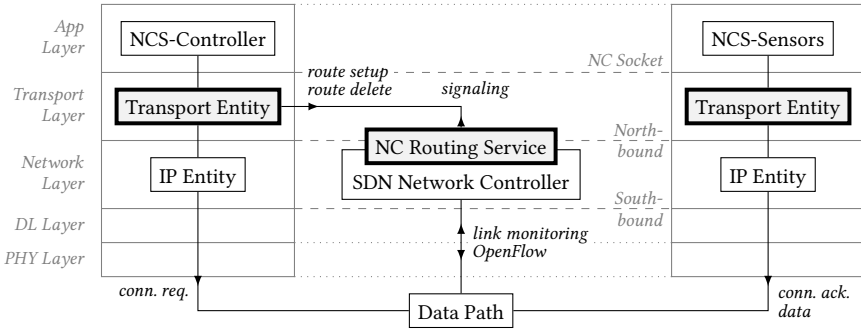 App
Layer
NCS-Controller
NCS-Sensors
NC Socket
route setup
route delete
signaling
Transport
Layer
Transport Entity
Transport Entity
North-
bound
NC Routing Service
Network
Layer
IP Entity
SDN Network Controller
IP Entity
South-
bound
DL Layer
link monitoring
OpenFlow
PHY Layer
conn. req.
conn. ack.
data
Data Path